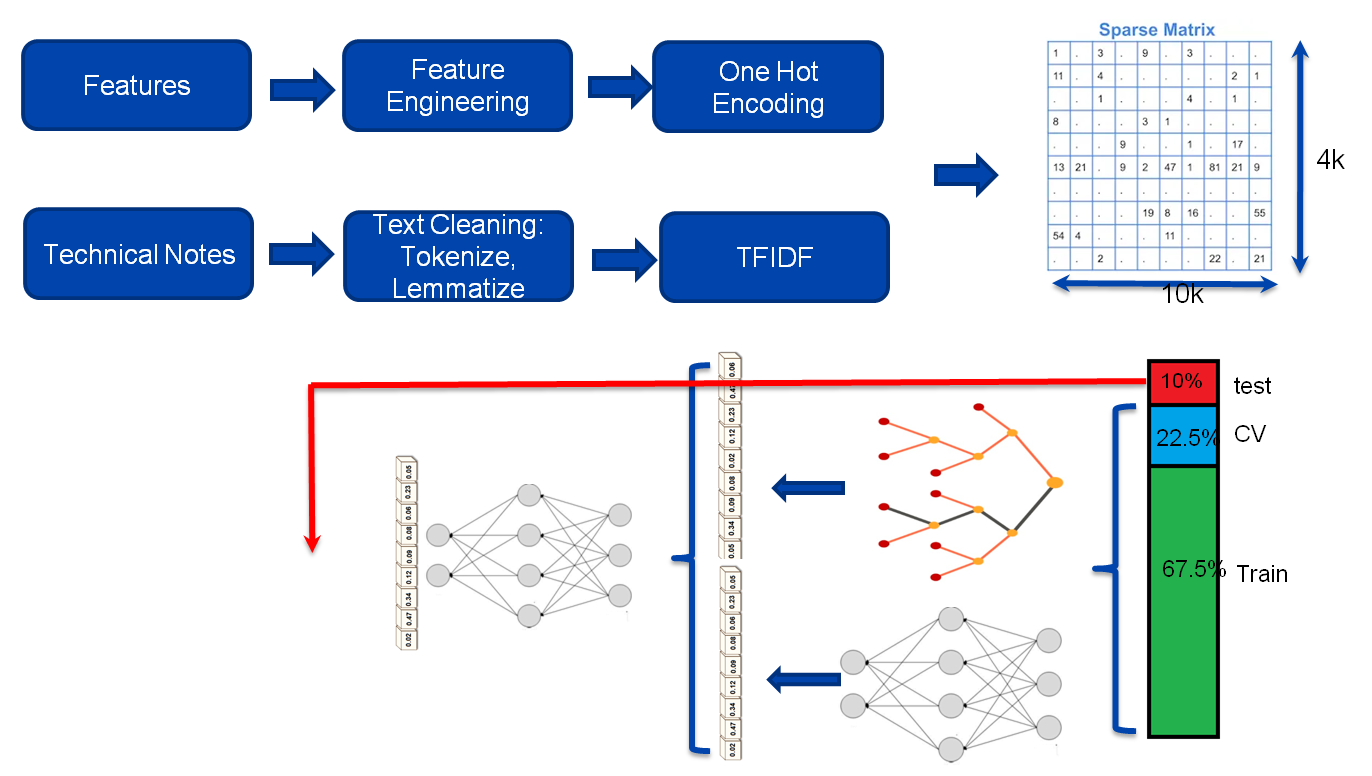 Sparse Matrix
Features
Feature
Engineering
One Hot
Encoding
1 . 3 . 9 . 3 . . .
11 . 4 . . . . . 2 1
. . 1 . . . 4 . 1 .
8 . . . 3 1 . . . .
. . . 9 . . 1 . 17 .
13 21 . 9 2 47 1 81 21 9
. . . . . . . . . .
. . . . 19 8 16 . . 55
54 4 . . . 11 . . . .
. . 2 . . . . 22 . 21
4k
10k
Technical Notes
Text Cleaning:
Tokenize,
Lemmatize
TFIDF
10%
test
22.5%
CV
67.5%
Train
0.06
0.47
0.23
0.12
0.02
0.08
0.09
0.34
0.05
0.05
0.23
0.06
0.08
0.09
0.12
0.34
0.47
0.02
0.05
0.23
0.06
0.08
0.09
0.12
0.34
0.47
0.02